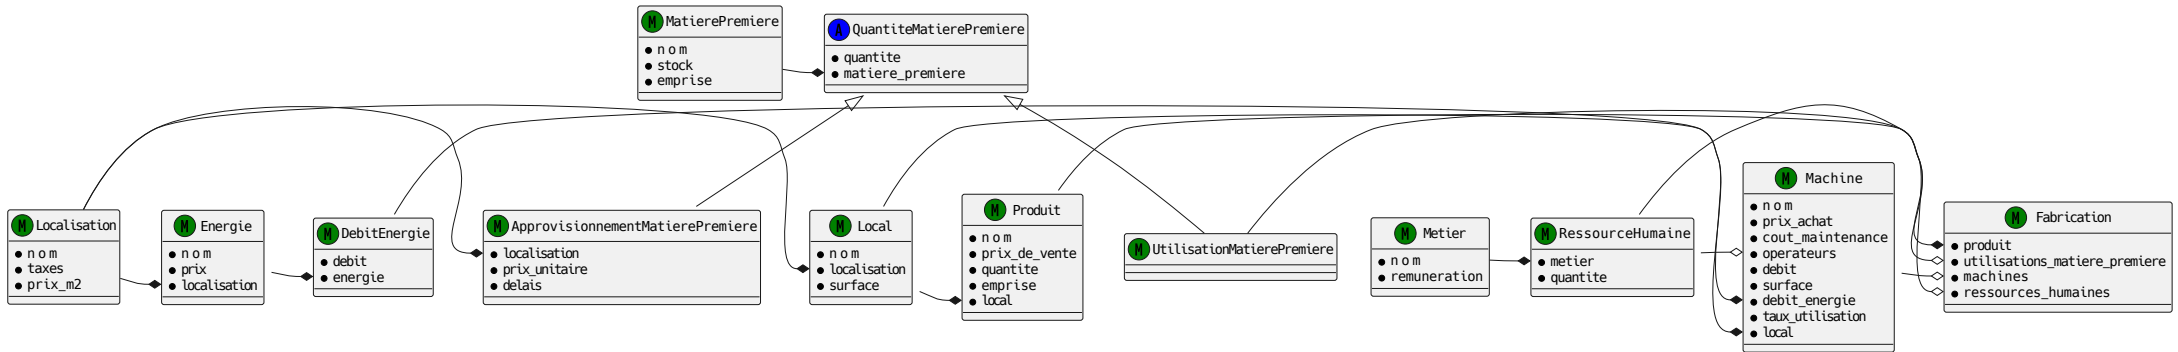 M MatierePremiere
nom
stock
emprise
A QuantiteMatierePremiere
quantite
matiere_premiere
M Localisation
nom
taxes
prix_m2
M Energie
nom
prix
localisation
M DebitEnergie
debit
energie
M ApprovisionnementMatierePremiere
localisation
prix_unitaire
delais
M Local
nom
localisation
surface
M Produit
nom
prix_de_vente
quantite
emprise
local
M UtilisationMatierePremiere
M Metier
nom
remuneration
M RessourceHumaine
metier
quantite
M Machine
nom
prix_achat
cout_maintenance
operateurs
debit
surface
debit_energie
taux_utilisation
local
M Fabrication
produit
utilisations_matiere_premiere
machines
ressources_humaines